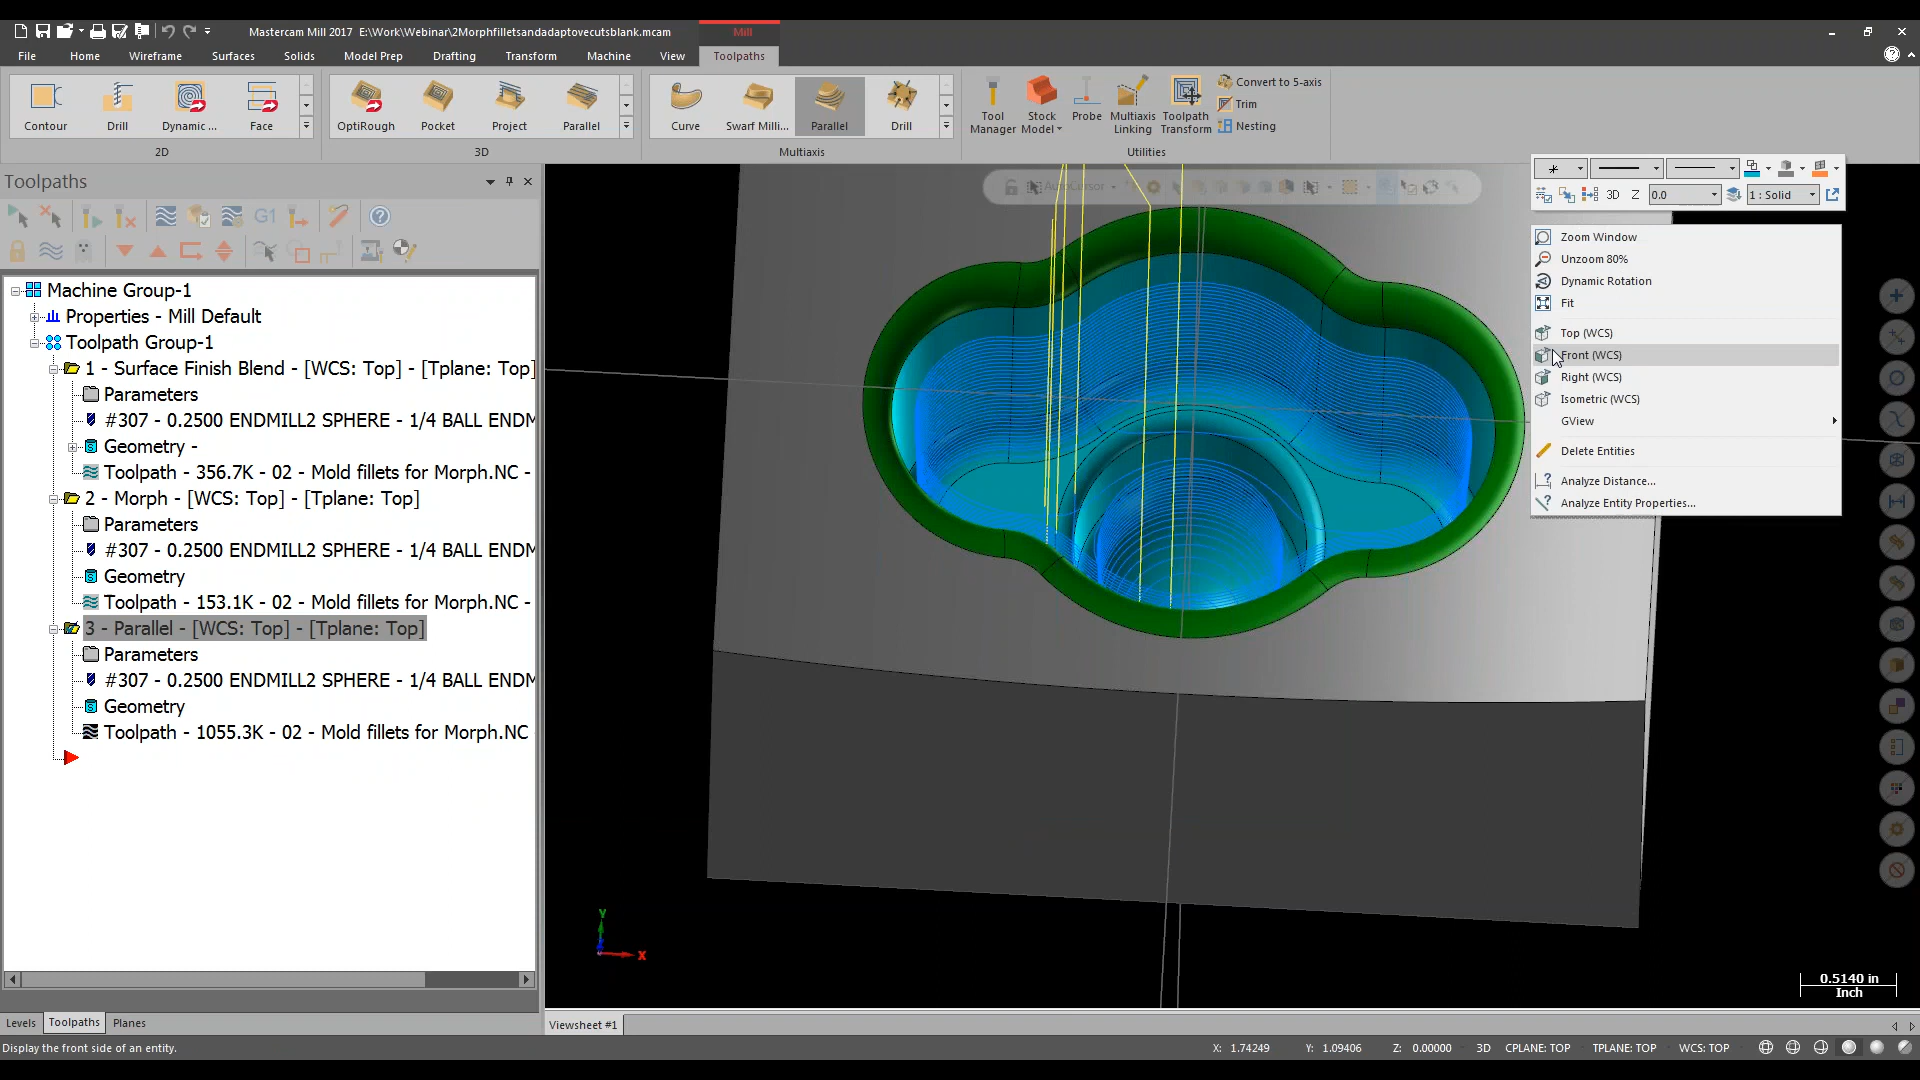 Mastercam Mill 2017 E:\Work\Webinar\2Morphfilletsandadaptovecutsblank.mcam
Mill
File Home Wireframe Surfaces Solids Model Prep Drafting Transform Machine View Toolpaths
Contour Drill Dynamic ... Face
2D
OptiRough Pocket Project Parallel
3D
Curve Swarf Milli... Parallel Drill
Multiaxis
Tool Manager
Stock Model
Probe
Multiaxis Linking
Toolpath Transform
Convert to 5-axis
Trim
Nesting
Utilities
Toolpaths
G1
Machine Group-1
Properties - Mill Default
Toolpath Group-1
1 - Surface Finish Blend - [WCS: Top] - [Tplane: Top]
Parameters
#307 - 0.2500 ENDMILL2 SPHERE - 1/4 BALL ENDM
Geometry -
Toolpath - 356.7K - 02 - Mold fillets for Morph.NC -
2 - Morph - [WCS: Top] - [Tplane: Top]
Parameters
#307 - 0.2500 ENDMILL2 SPHERE - 1/4 BALL ENDM
Geometry
Toolpath - 153.1K - 02 - Mold fillets for Morph.NC -
3 - Parallel - [WCS: Top] - [Tplane: Top]
Parameters
#307 - 0.2500 ENDMILL2 SPHERE - 1/4 BALL ENDM
Geometry
Toolpath - 1055.3K - 02 - Mold fillets for Morph.NC
AutoCursor
3D Z 0.0 1 : Solid
Zoom Window
Unzoom 80%
Dynamic Rotation
Fit
Top (WCS)
Front (WCS)
Right (WCS)
Isometric (WCS)
GView
Delete Entities
Analyze Distance...
Analyze Entity Properties...
Y
X
0.5140 in
Inch
Levels Toolpaths Planes
Viewsheet #1
Display the front side of an entity.
X: 1.74249 Y: 1.09406 Z: 0.00000 3D CPLANE: TOP TPLANE: TOP WCS: TOP